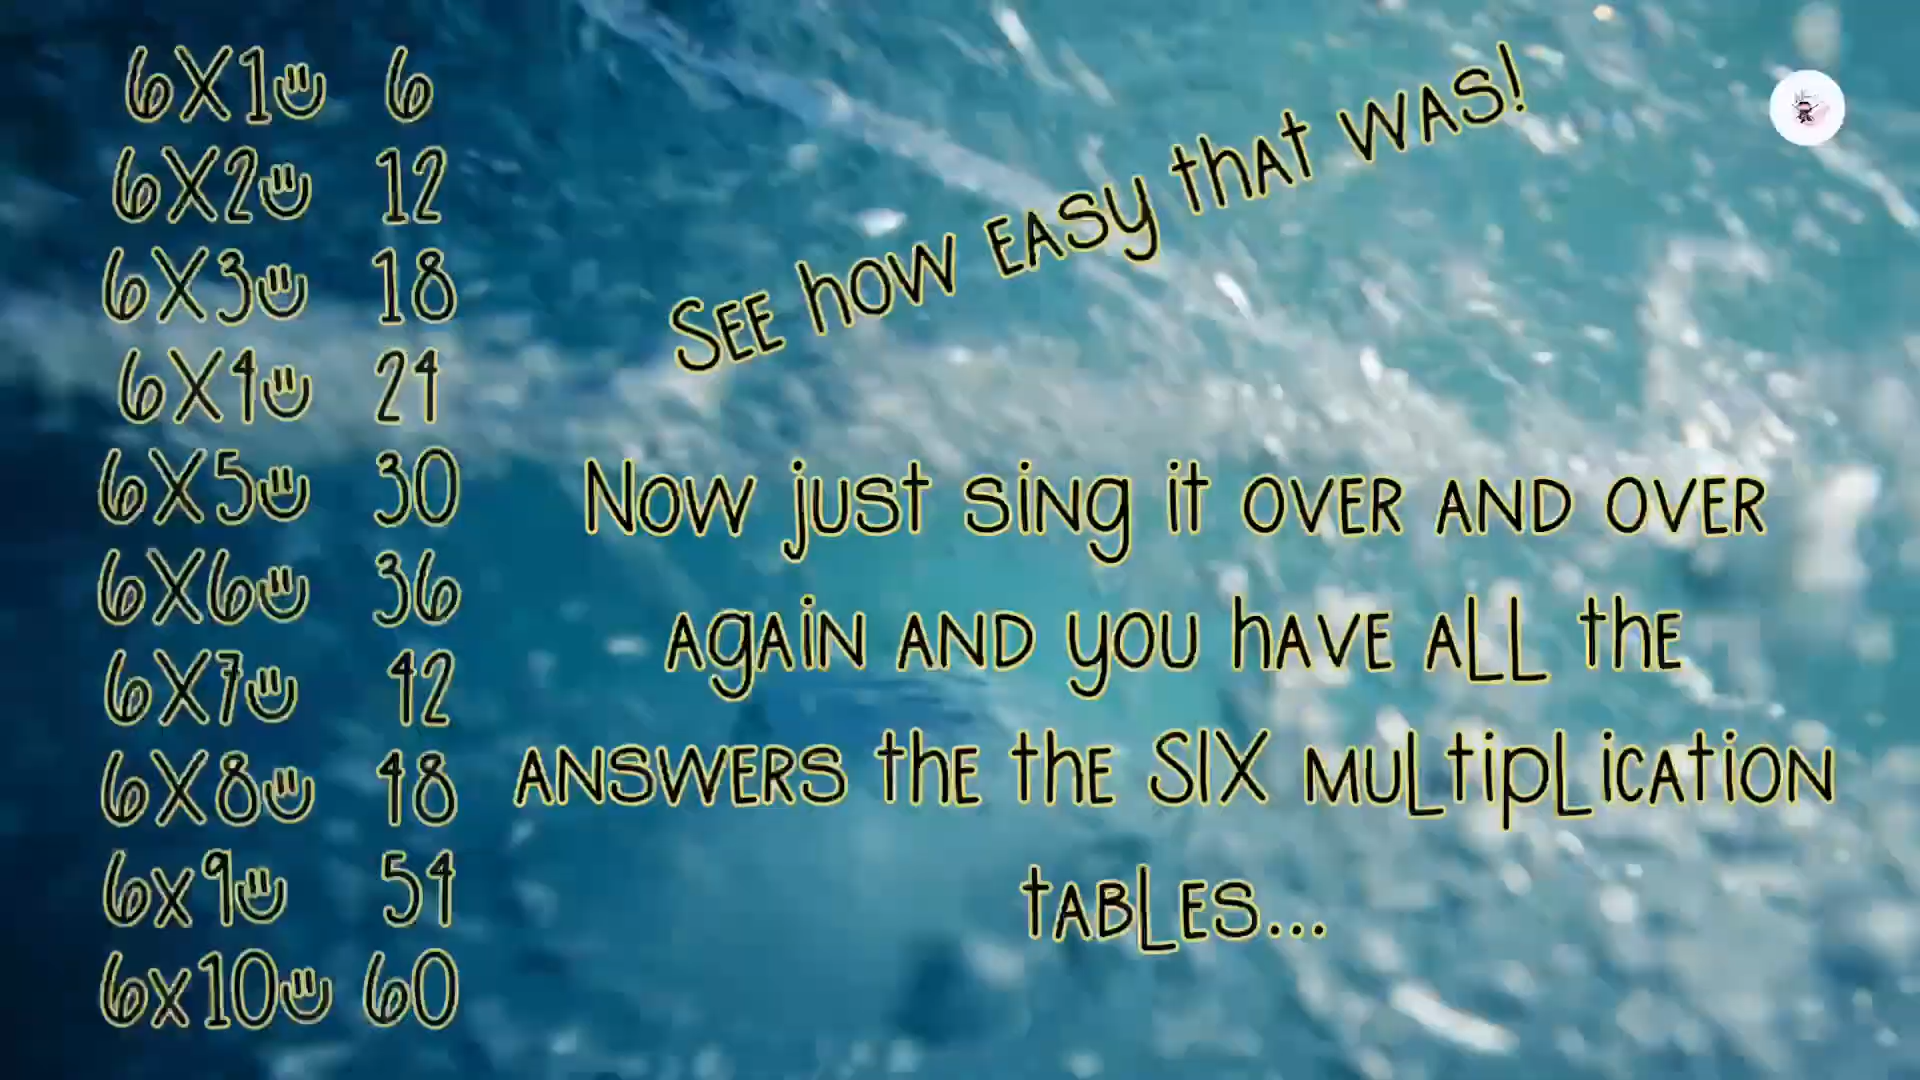 6X1 6
6X2 12
6X3 18
6X4 24
6X5 30
6X6 36
6X7 42
6X8 48
6x9 54
6x10 60
See how easy that was!
Now just sing it over and over
again and you have all the
answers the the SIX multiplication
tables...